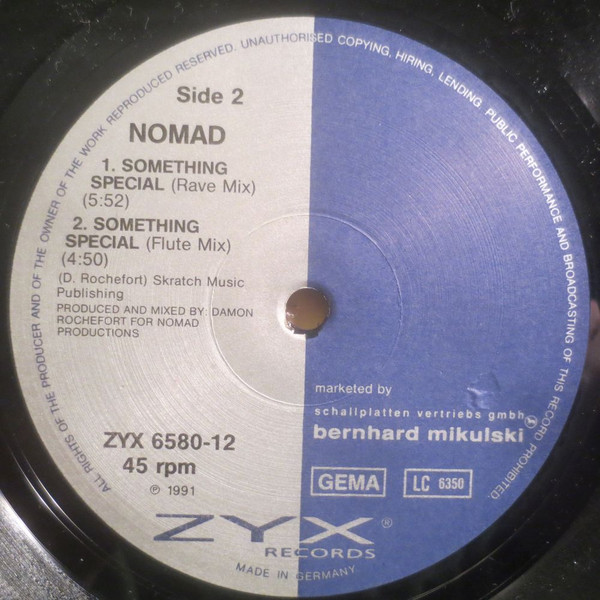 ALL RIGHTS OF THE PRODUCER AND OF THE OWNER OF THE WORK REPRODUCED RESERVED. UNAUTHORISED COPYING, HIRING, LENDING, PUBLIC PERFORMANCE AND BROADCASTING OF THIS RECORD PROHIBITED.
Side 2
NOMAD
1. SOMETHING
SPECIAL (Rave Mix)
(5:52)
2. SOMETHING
SPECIAL (Flute Mix)
(4:50)
(D. Rochefort) Skratch Music
Publishing
PRODUCED AND MIXED BY: DAMON
ROCHEFORT FOR NOMAD
PRODUCTIONS
marketed by
schallplatten vertriebs gmbh
bernhard mikulski
ZYX 6580-12
45 rpm
℗ 1991
GEMA
LC 6350
ZYX®
RECORDS
MADE IN GERMANY